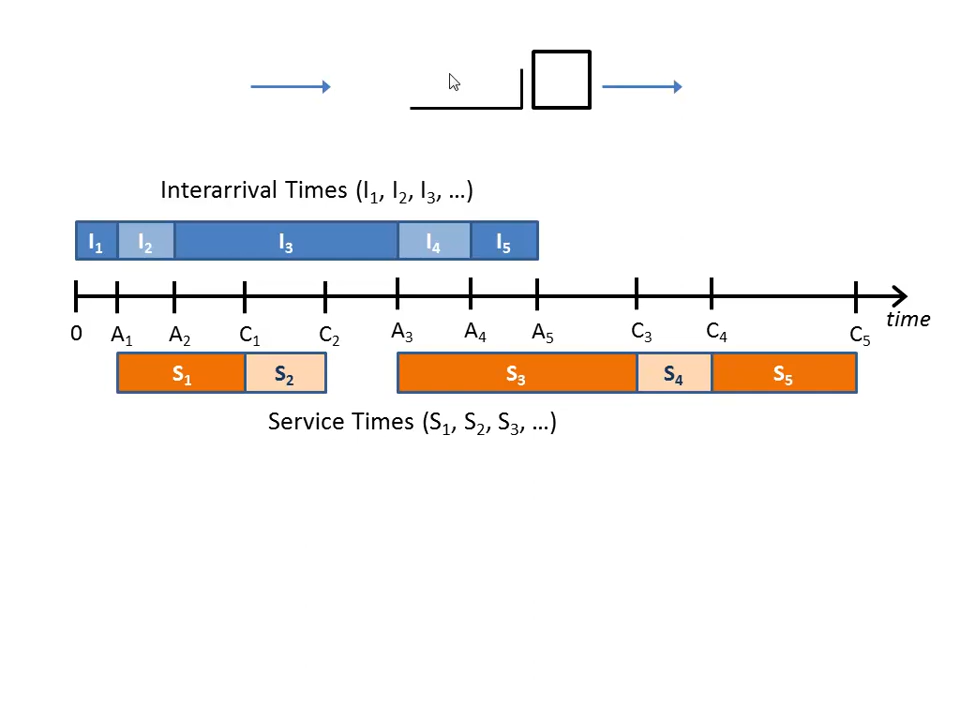 Interarrival Times (I₁, I₂, I₃, ...)
I₁ I₂ I₃ I₄ I₅
0 A₁ A₂ C₁ C₂ A₃ A₄ A₅ C₃ C₄ C₅ time
S₁ S₂ S₃ S₄ S₅
Service Times (S₁, S₂, S₃, ...)